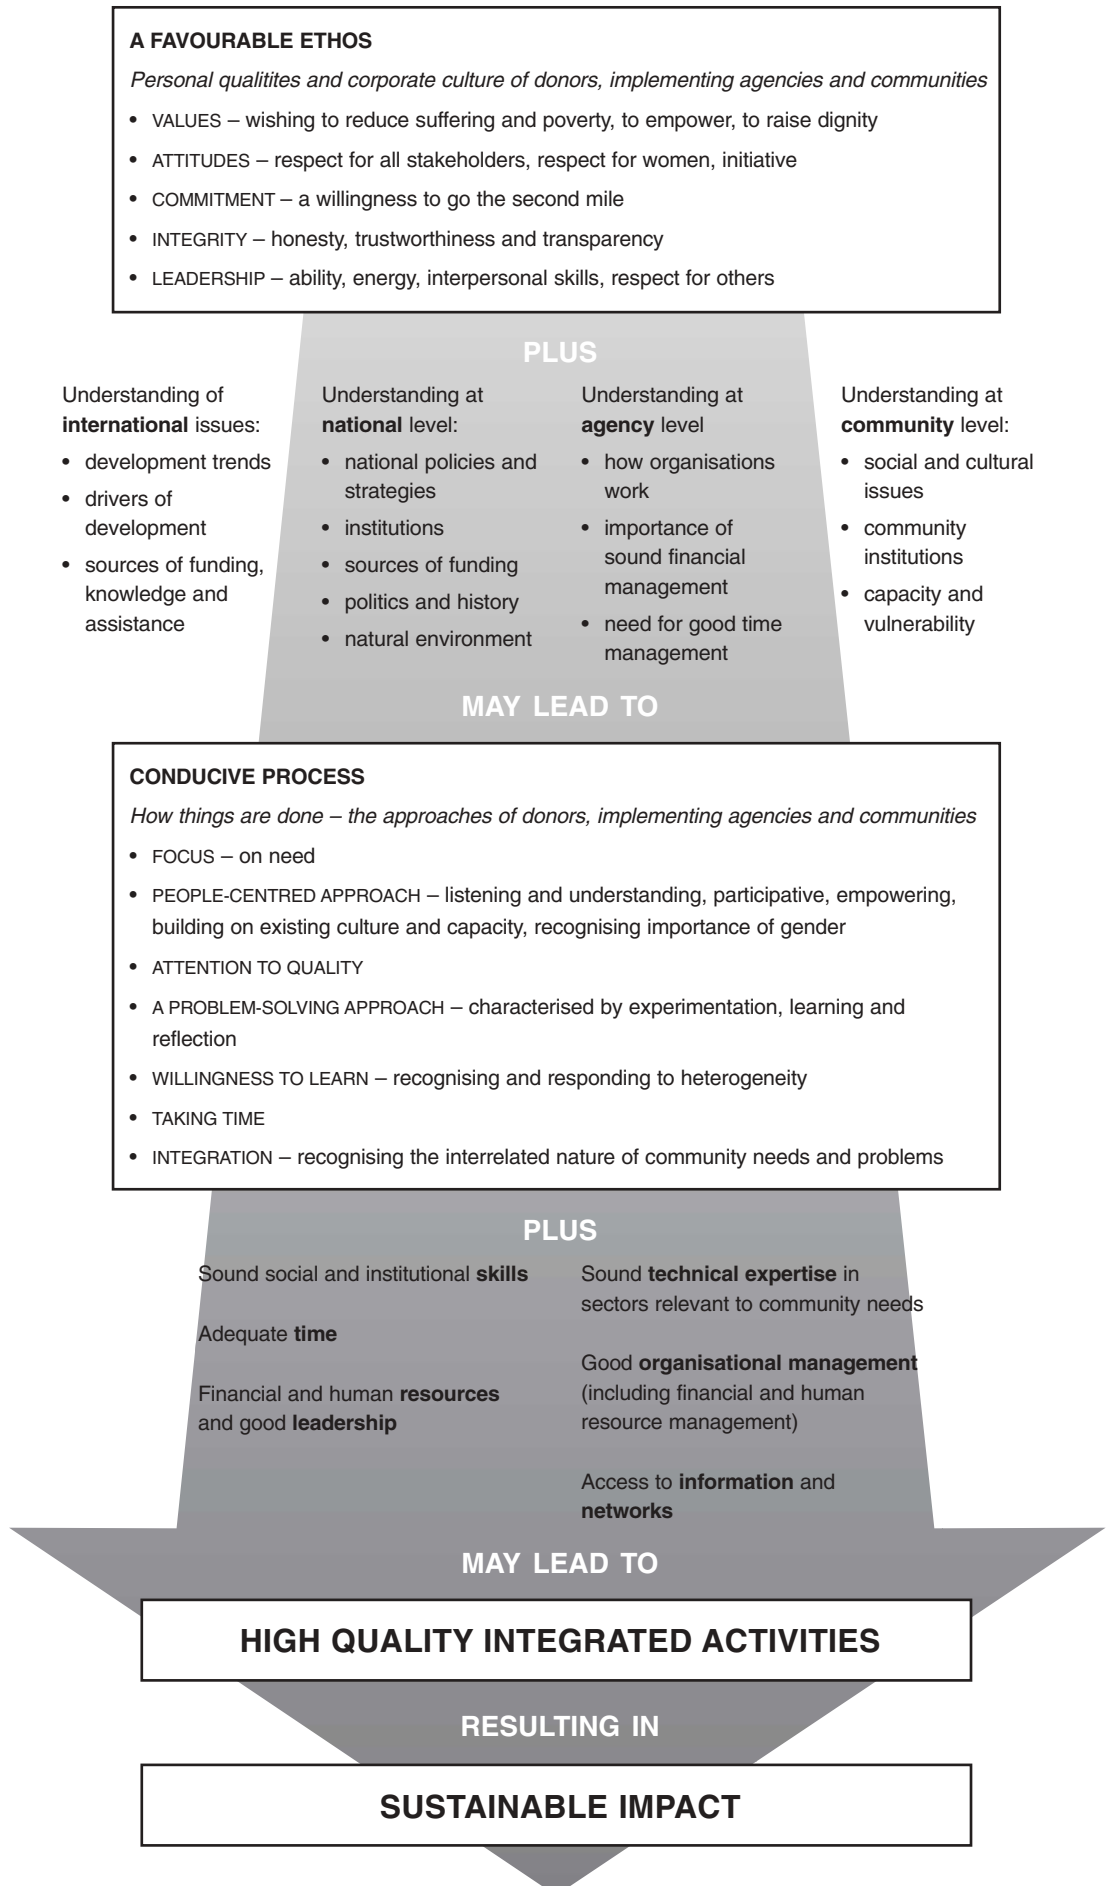 A FAVOURABLE ETHOS
Personal qualitites and corporate culture of donors, implementing agencies and communities
• VALUES – wishing to reduce suffering and poverty, to empower, to raise dignity
• ATTITUDES – respect for all stakeholders, respect for women, initiative
• COMMITMENT – a willingness to go the second mile
• INTEGRITY – honesty, trustworthiness and transparency
• LEADERSHIP – ability, energy, interpersonal skills, respect for others
PLUS
Understanding of
international issues:
• development trends
• drivers of
development
• sources of funding,
knowledge and
assistance
Understanding at
national level:
• national policies and
strategies
• institutions
• sources of funding
• politics and history
• natural environment
Understanding at
agency level
• how organisations
work
• importance of
sound financial
management
• need for good time
management
Understanding at
community level:
• social and cultural
issues
• community
institutions
• capacity and
vulnerability
MAY LEAD TO
CONDUCIVE PROCESS
How things are done – the approaches of donors, implementing agencies and communities
• FOCUS – on need
• PEOPLE-CENTRED APPROACH – listening and understanding, participative, empowering,
building on existing culture and capacity, recognising importance of gender
• ATTENTION TO QUALITY
• A PROBLEM-SOLVING APPROACH – characterised by experimentation, learning and
reflection
• WILLINGNESS TO LEARN – recognising and responding to heterogeneity
• TAKING TIME
• INTEGRATION – recognising the interrelated nature of community needs and problems
PLUS
Sound social and institutional skills
Adequate time
Financial and human resources
and good leadership
Sound technical expertise in
sectors relevant to community needs
Good organisational management
(including financial and human
resource management)
Access to information and
networks
MAY LEAD TO
HIGH QUALITY INTEGRATED ACTIVITIES
RESULTING IN
SUSTAINABLE IMPACT